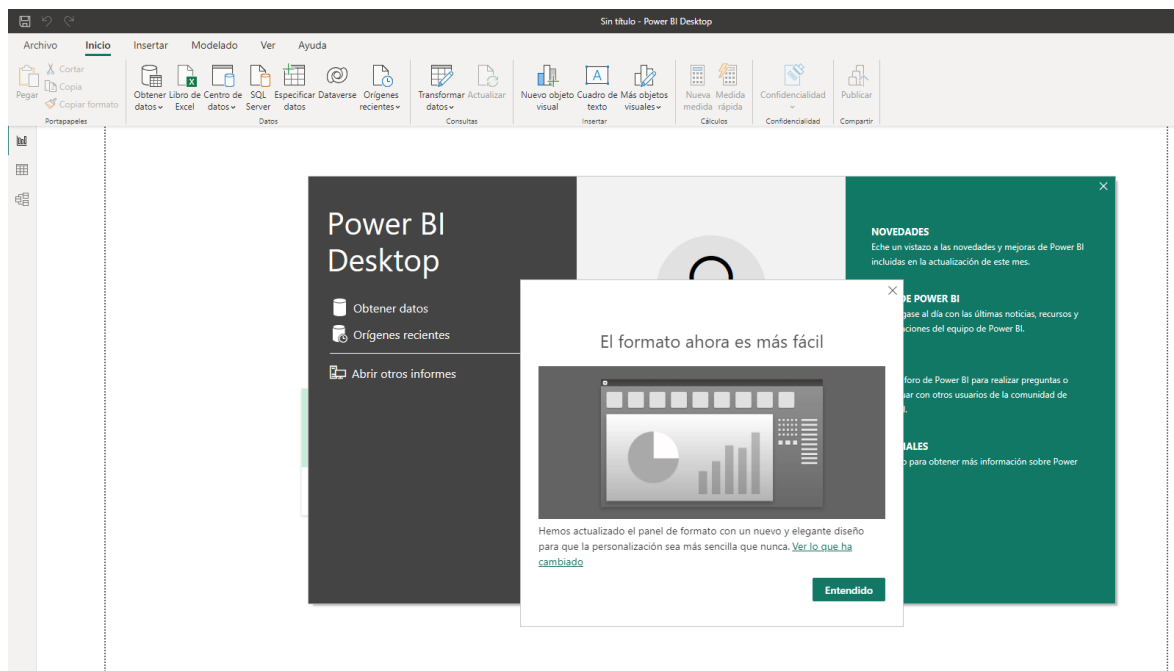 Sin título - Power BI Desktop
Archivo Inicio Insertar Modelado Ver Ayuda
Pegar
Cortar
Copia
Copiar formato
Portapapeles
Obtener datos
Libro de Excel
Centro de datos
SQL Server
Especificar datos
Dataverse
Orígenes recientes
Datos
Transformar datos
Actualizar
Consultas
Nuevo objeto visual
Cuadro de texto
Más objetos visuales
Insertar
Nueva medida
Medida rápida
Cálculos
Confidencialidad
Confidencialidad
Publicar
Compartir
Power BI
Desktop
Obtener datos
Orígenes recientes
Abrir otros informes
NOVEDADES
Eche un vistazo a las novedades y mejoras de Power BI
incluidas en la actualización de este mes.
DE POWER BI
al día con las últimas noticias, recursos y
del equipo de Power BI.
foro de Power BI para realizar preguntas o
con otros usuarios de la comunidad de
para obtener más información sobre Power
El formato ahora es más fácil
Hemos actualizado el panel de formato con un nuevo y elegante diseño
para que la personalización sea más sencilla que nunca. Ver lo que ha
cambiado
Entendido